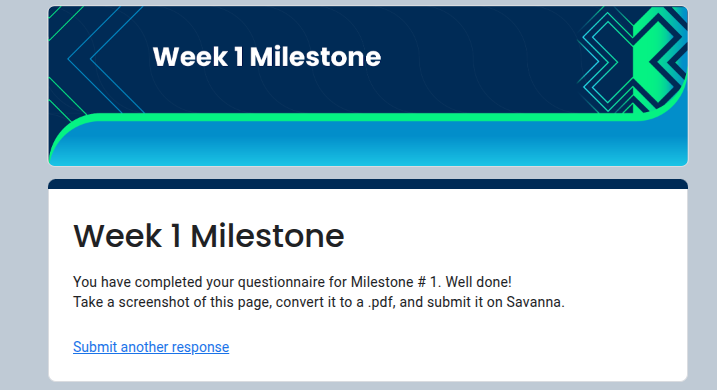 Week 1 Milestone
Week 1 Milestone
You have completed your questionnaire for Milestone # 1. Well done!
Take a screenshot of this page, convert it to a .pdf, and submit it on Savanna.
Submit another response